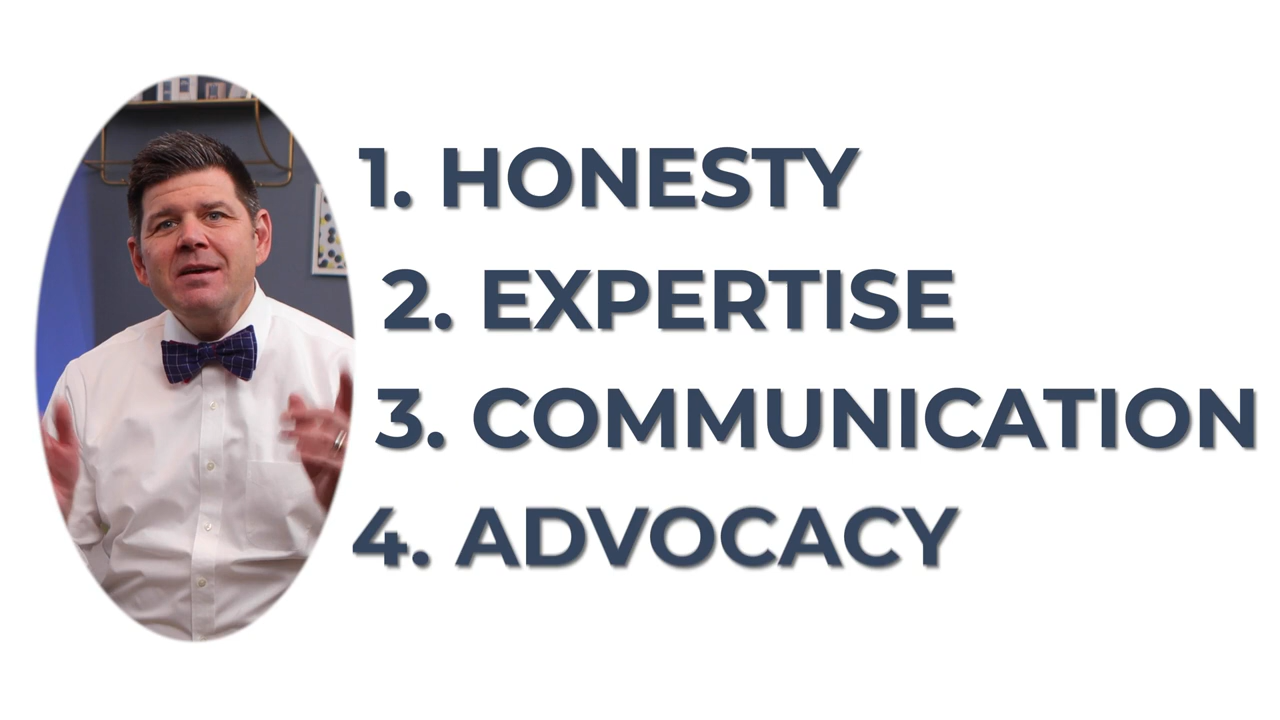 1. HONESTY
2. EXPERTISE
3. COMMUNICATION
4. ADVOCACY